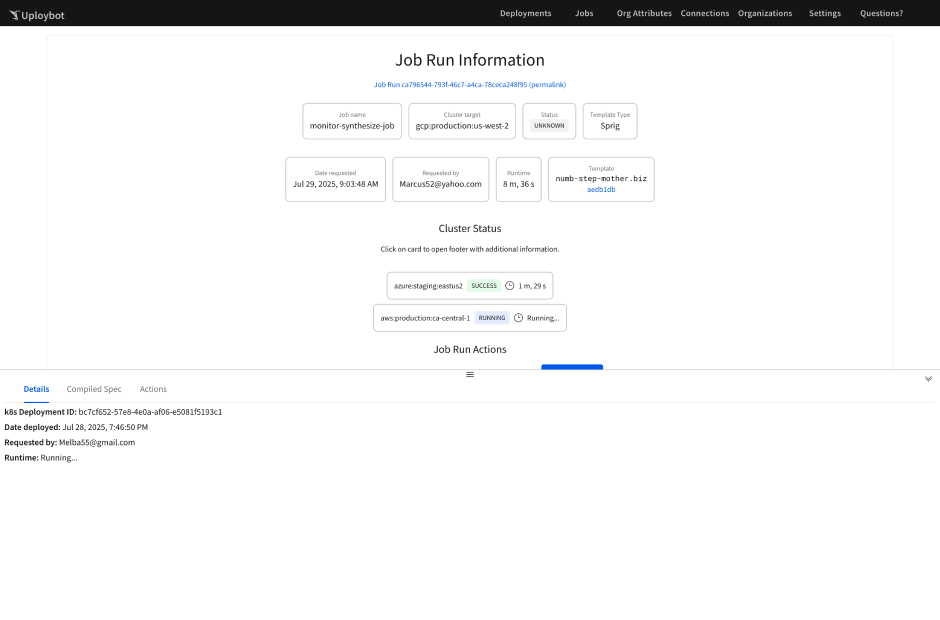 Uploybot
Deployments Jobs Org Attributes Connections Organizations Settings Questions?
Job Run Information
Job Run ca796544-793f-46c7-a4ca-78ceca248f95 (permalink)
Job name
monitor-synthesize-job
Cluster target
gcp:production:us-west-2
Status
UNKNOWN
Template Type
Sprig
Date requested
Jul 29, 2025, 9:03:48 AM
Requested by
Marcus52@yahoo.com
Runtime
8 m, 36 s
Template
numb-step-mother.biz
aedb1db
Cluster Status
Click on card to open footer with additional information.
azure:staging:eastus2 SUCCESS 1 m, 29 s
aws:production:ca-central-1 RUNNING Running...
Job Run Actions
Details Compiled Spec Actions
k8s Deployment ID: bc7cf652-57e8-4e0a-af06-e5081f5193c1
Date deployed: Jul 28, 2025, 7:46:50 PM
Requested by: Melba55@gmail.com
Runtime: Running...